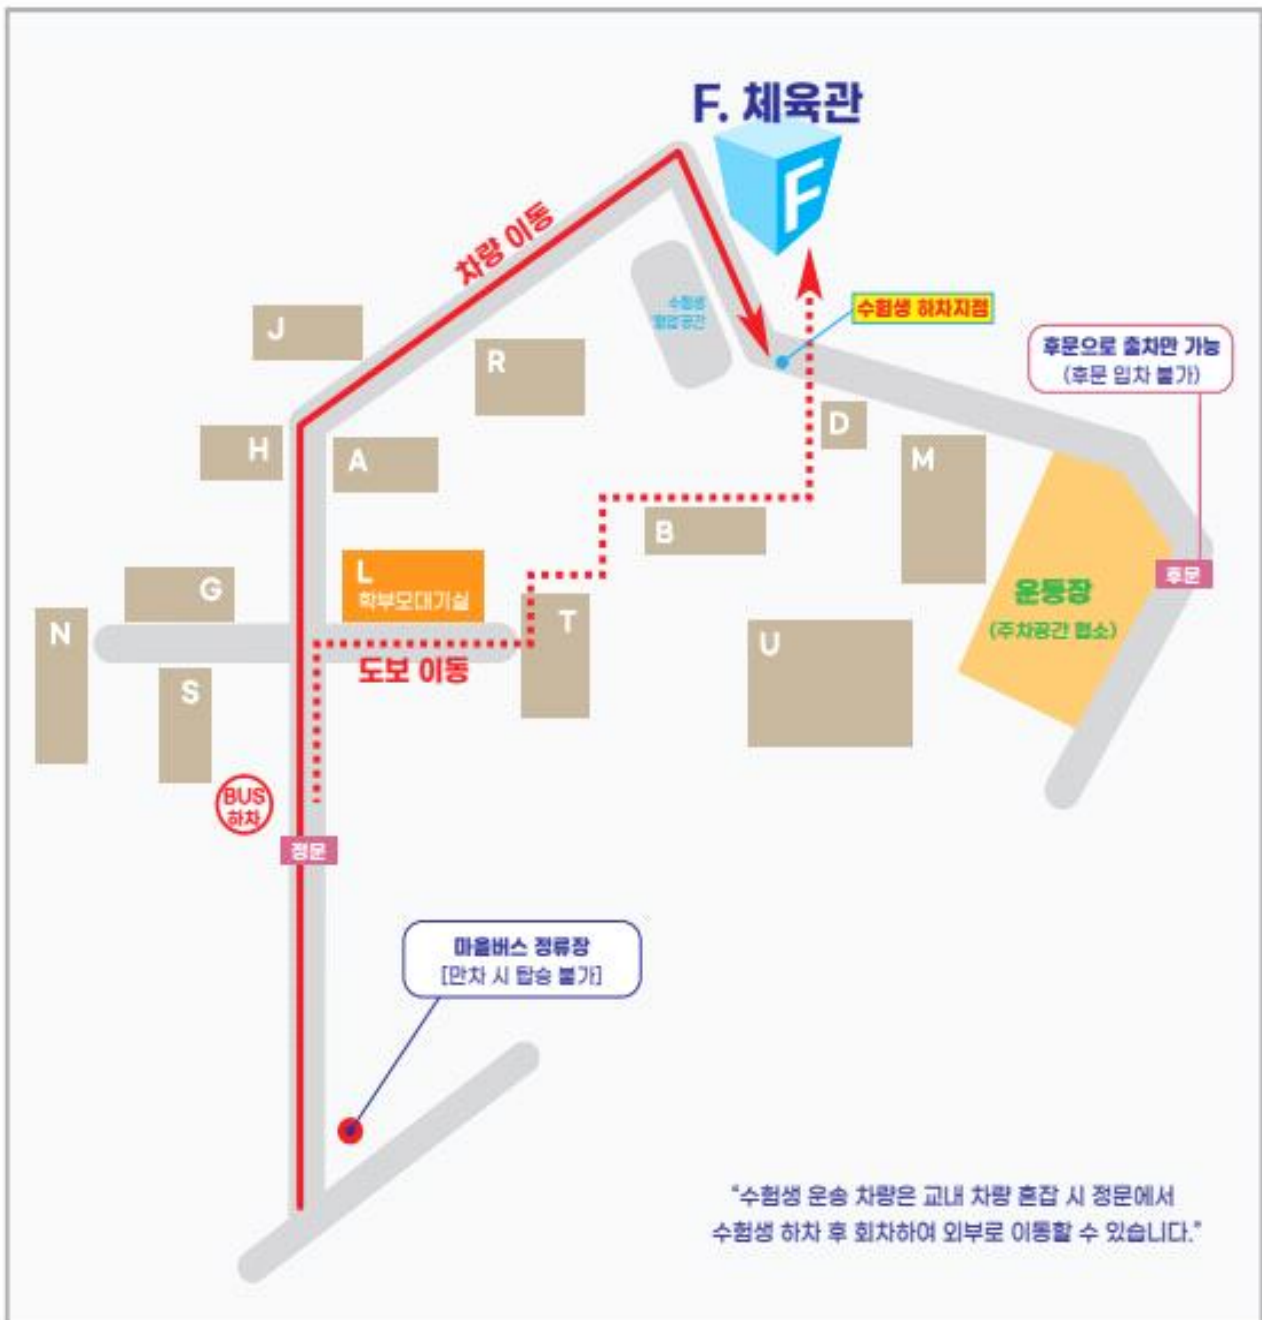 F. 체육관
F
차량 이동
수험생
수험생 하차지점
후문으로 출차만 가능
(후문 입차 불가)
J
R
H
A
D
M
B
L
학부모대기실
G
T
N
S
U
운동장
(주차공간 협소)
후문
도보 이동
BUS
하차
정문
마을버스 정류장
[만차 시 탑승 불가]
"수험생 운송 차량은 교내 차량 혼잡 시 정문에서
수험생 하차 후 회차하여 외부로 이동할 수 있습니다."